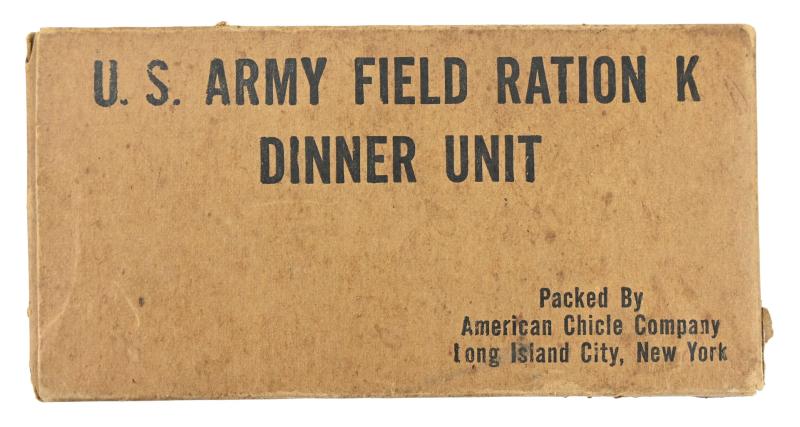 U. S. ARMY FIELD RATION K
DINNER UNIT
Packed By
American Chicle Company
Long Island City, New York